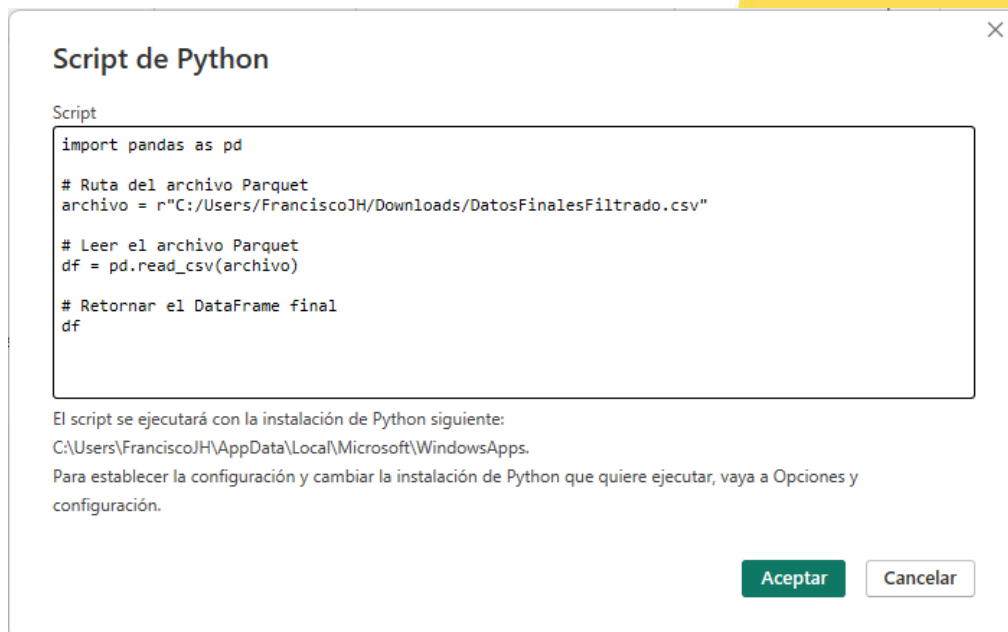 Script de Python
Script
import pandas as pd
# Ruta del archivo Parquet
archivo = r"C:/Users/FranciscoJH/Downloads/DatosFinalesFiltrado.csv"
# Leer el archivo Parquet
df = pd.read_csv(archivo)
# Retornar el DataFrame final
df
El script se ejecutará con la instalación de Python siguiente:
C:\Users\FranciscoJH\AppData\Local\Microsoft\WindowsApps.
Para establecer la configuración y cambiar la instalación de Python que quiere ejecutar, vaya a Opciones y
configuración.
Aceptar Cancelar